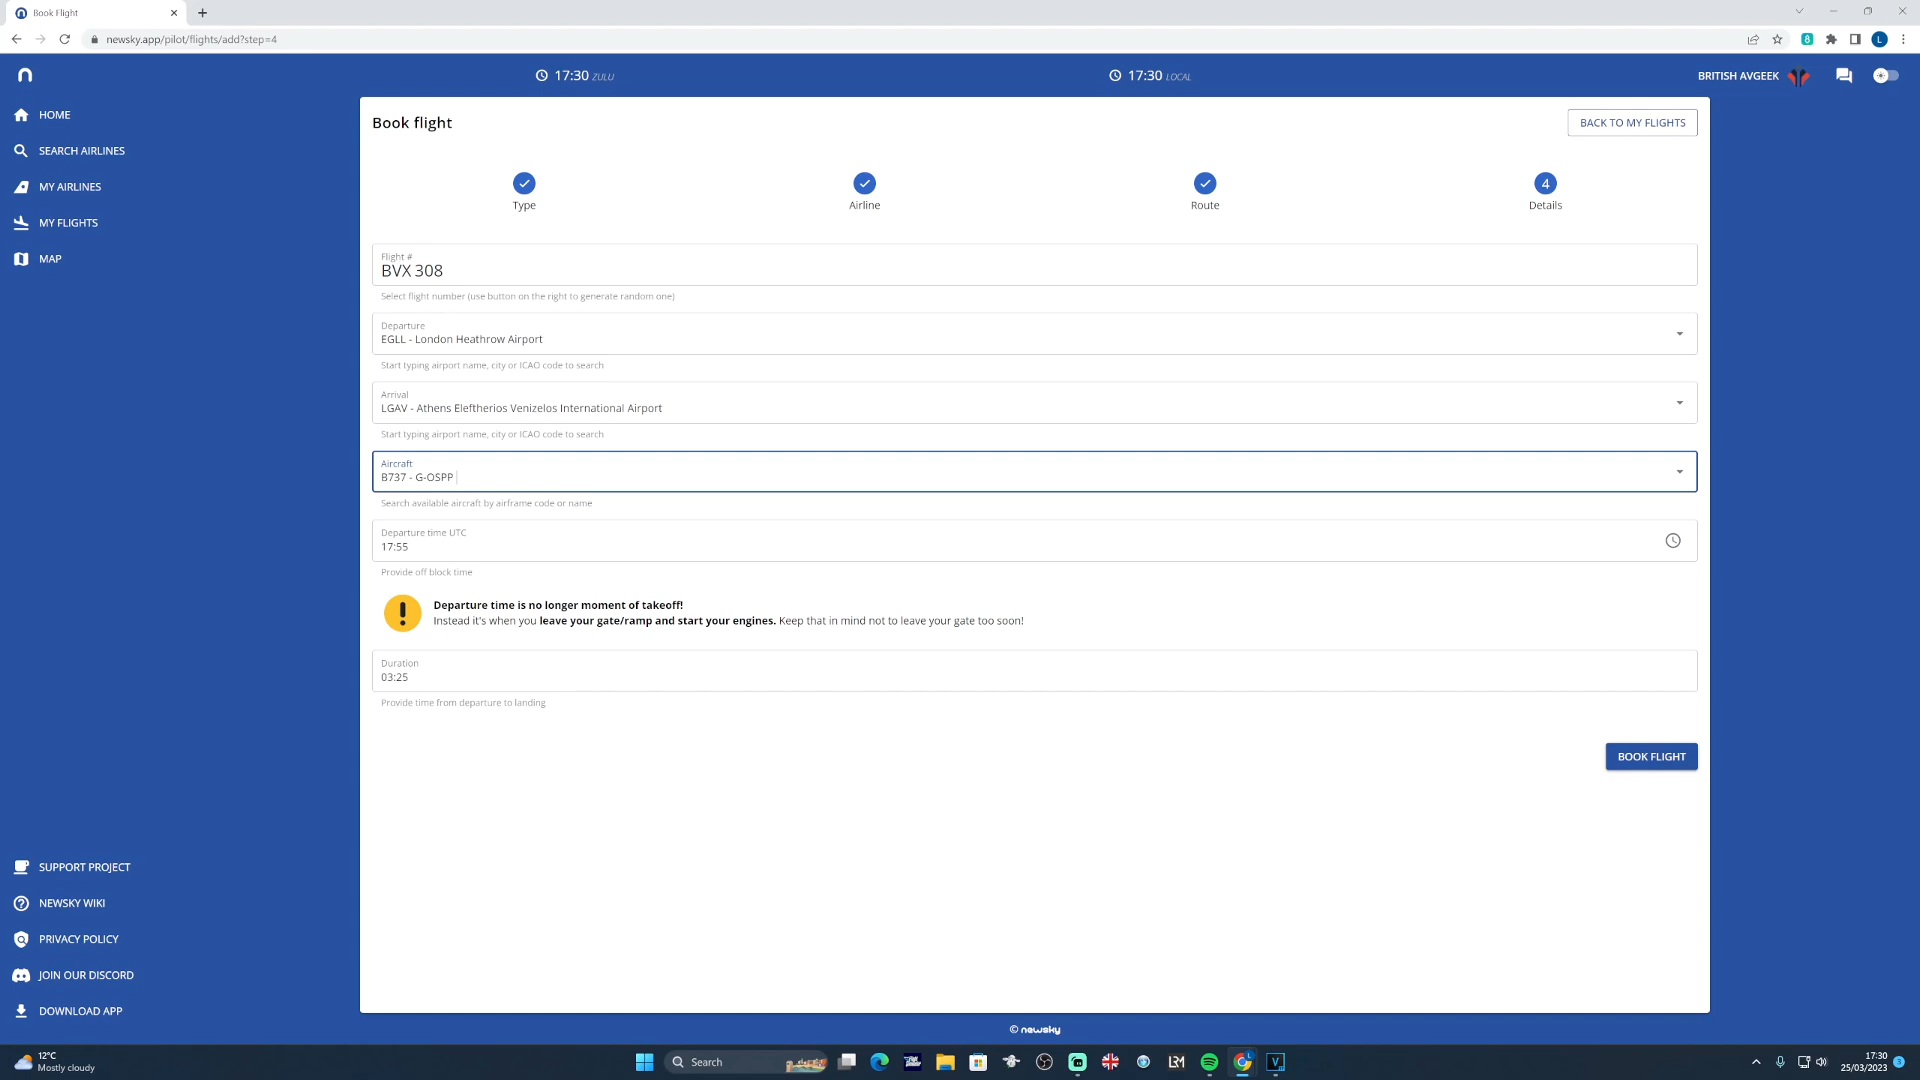 Book Flight
newsky.app/pilot/flights/add?step=4
L
17:30 ZULU
17:30 LOCAL
BRITISH AVGEEK
HOME
SEARCH AIRLINES
MY AIRLINES
MY FLIGHTS
MAP
Book flight
BACK TO MY FLIGHTS
4
Type
Airline
Route
Details
Flight #
BVX 308
Select flight number (use button on the right to generate random one)
Departure
EGLL - London Heathrow Airport
Start typing airport name, city or ICAO code to search
Arrival
LGAV - Athens Eleftherios Venizelos International Airport
Start typing airport name, city or ICAO code to search
Aircraft
B737 - G-OSPP
Search available aircraft by airframe code or name
Departure time UTC
17:55
Provide off block time
Departure time is no longer moment of takeoff!
Instead it's when you leave your gate/ramp and start your engines. Keep that in mind not to leave your gate too soon!
Duration
03:25
Provide time from departure to landing
BOOK FLIGHT
SUPPORT PROJECT
NEWSKY WIKI
PRIVACY POLICY
JOIN OUR DISCORD
DOWNLOAD APP
© newsky
12°C
Mostly cloudy
Search
LRM
V
17:30
25/03/2023
3